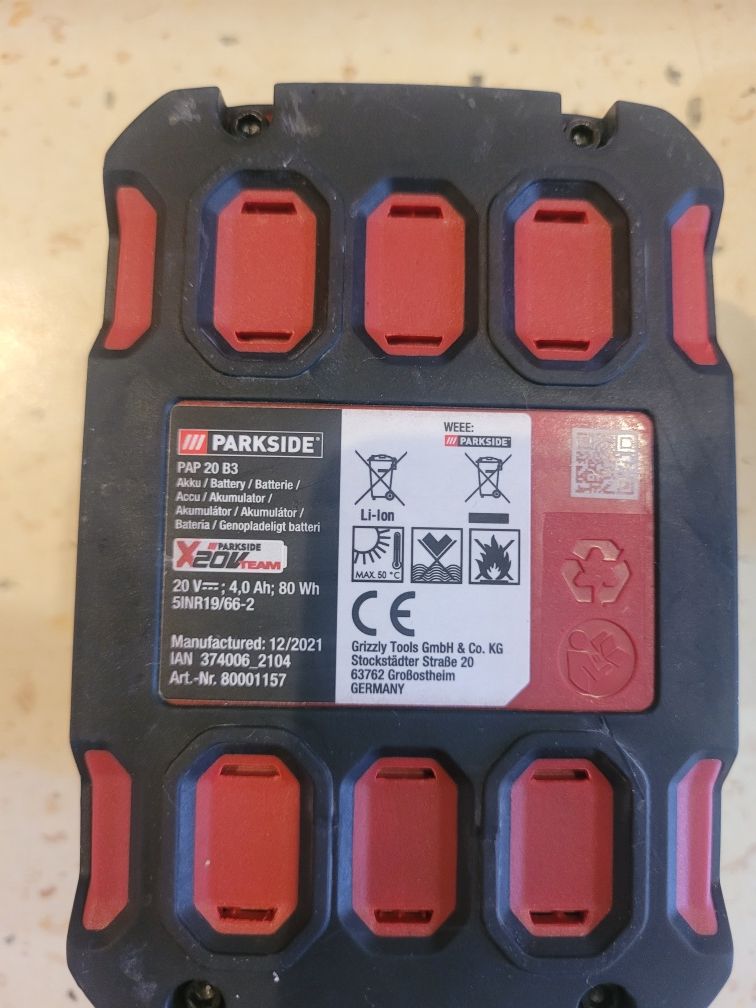 PARKSIDE®
PAP 20 B3
Akku / Battery / Batterie /
Accu / Akumulator /
Akumulátor / Akumulátor /
Bateria / Genopladeligt batteri
PARKSIDE
X20V TEAM
20 V⎓; 4,0 Ah; 80 Wh
5INR19/66-2
Manufactured: 12/2021
IAN 374006_2104
Art.-Nr. 80001157
WEEE:
PARKSIDE®
Li-Ion
MAX. 50 °C
CE
Grizzly Tools GmbH & Co. KG
Stockstädter Straße 20
63762 Großostheim
GERMANY